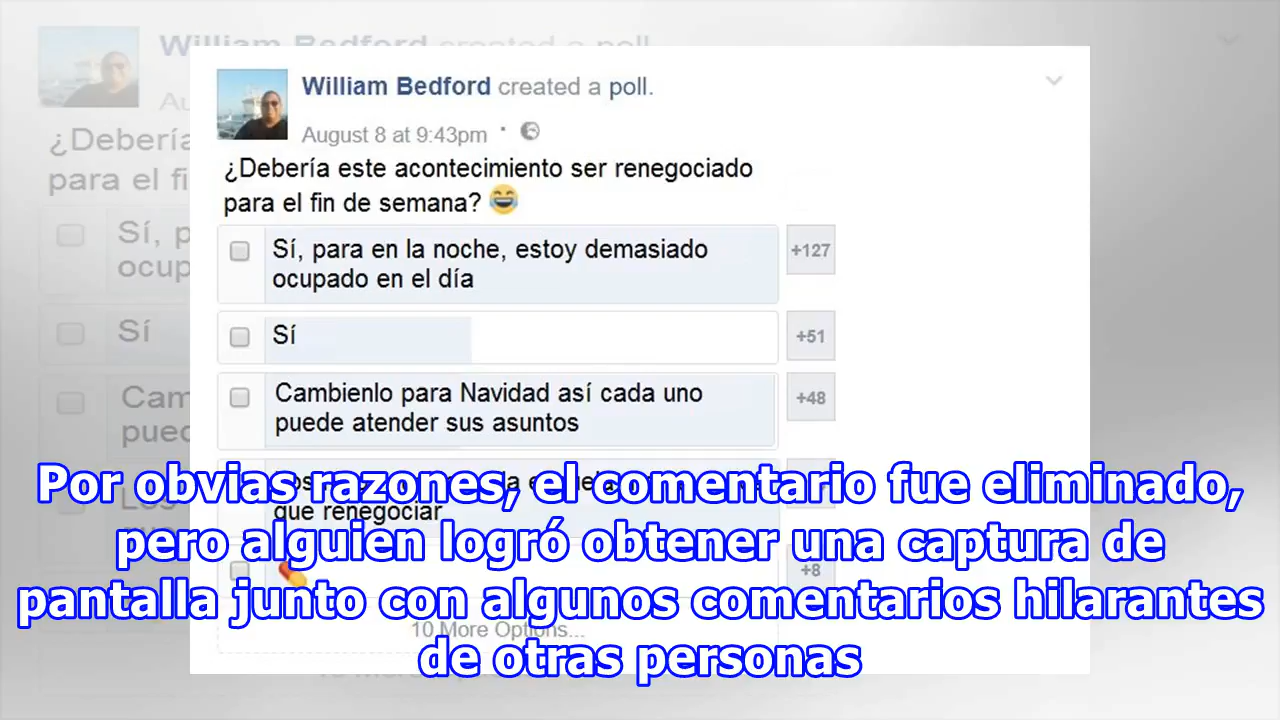 William Bedford created a poll.
August 8 at 9:43pm
¿Debería este acontecimiento ser renegociado
para el fin de semana? 😂
Sí, para en la noche, estoy demasiado
ocupado en el día
+127
Sí
+51
Cambienlo para Navidad así cada uno
puede atender sus asuntos
+48
que renegociar
+8
10 More Options...
Por obvias razones, el comentario fue eliminado,
pero alguien logró obtener una captura de
pantalla junto con algunos comentarios hilarantes
de otras personas